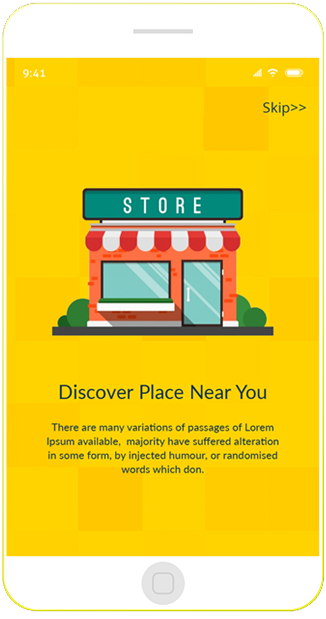 9:41
Skip>>
STORE
Discover Place Near You
There are many variations of passages of Lorem
Ipsum available, majority have suffered alteration
in some form, by injected humour, or randomised
words which don.